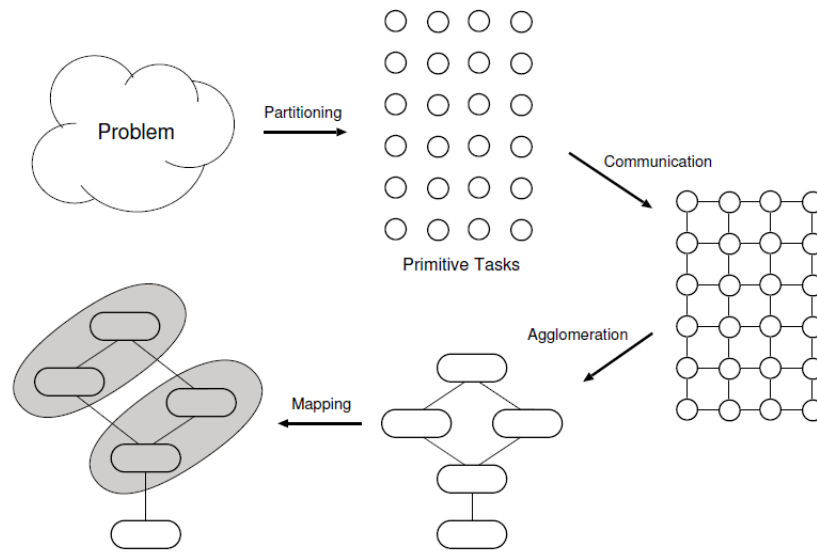 Problem
Partitioning
Primitive Tasks
Communication
Agglomeration
Mapping